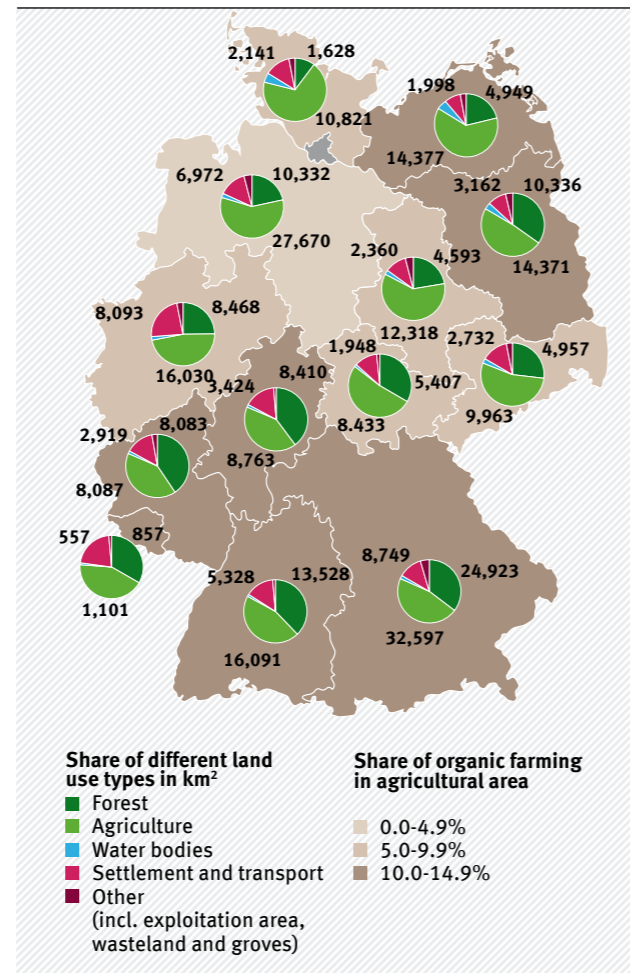 2,141 1,628
10,821
1,998 4,949
14,377
6,972 10,332
27,670
3,162 10,336
14,371
2,360 4,593
12,318
8,093 8,468
16,030
1,948 5,407
8.433
2,732 4,957
9,963
3,424 8,410
8,763
2,919 8,083
8,087
557 857
1,101
5,328 13,528
16,091
8,749 24,923
32,597
Share of different land
use types in km²
Forest
Agriculture
Water bodies
Settlement and transport
Other
(incl. exploitation area,
wasteland and groves)
Share of organic farming
in agricultural area
0.0-4.9%
5.0-9.9%
10.0-14.9%